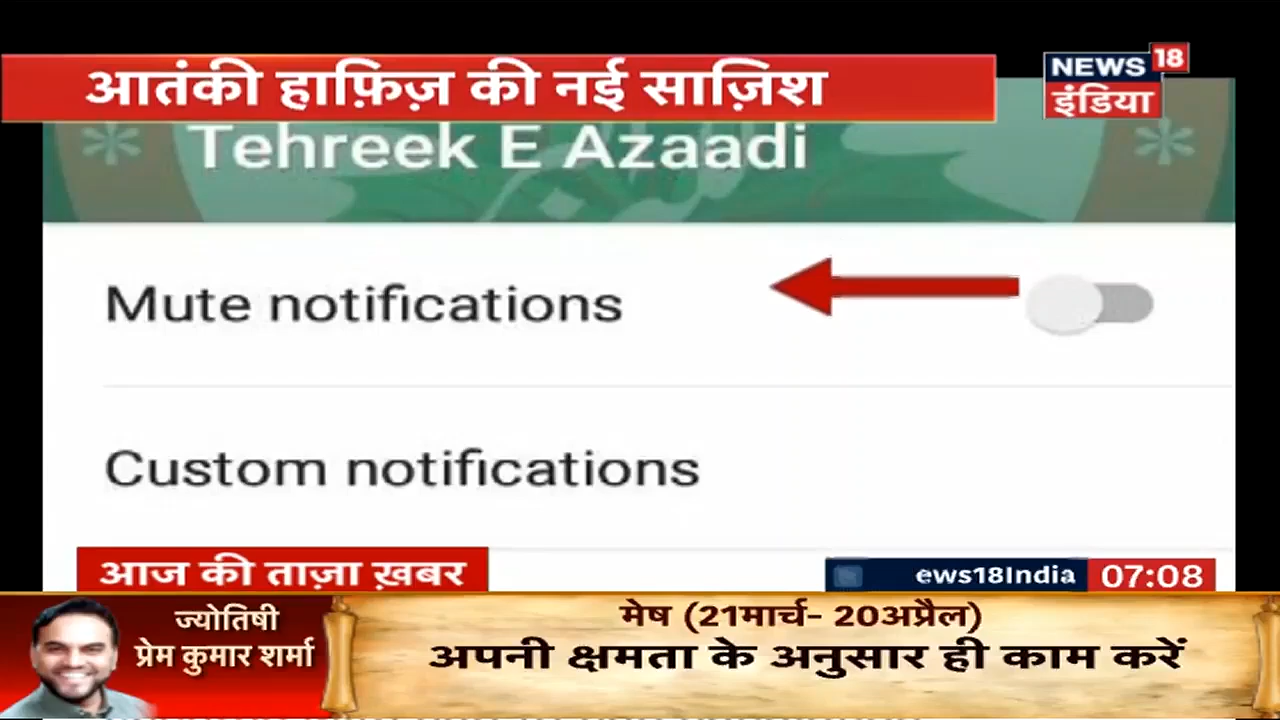 आतंकी हाफ़िज़ की नई साज़िश
NEWS 18
इंडिया
Tehreek E Azaadi
Mute notifications
Custom notifications
आज की ताज़ा ख़बर
ews18India
07:08
ज्योतिषी
प्रेम कुमार शर्मा
मेष (21मार्च- 20अप्रैल)
अपनी क्षमता के अनुसार ही काम करें